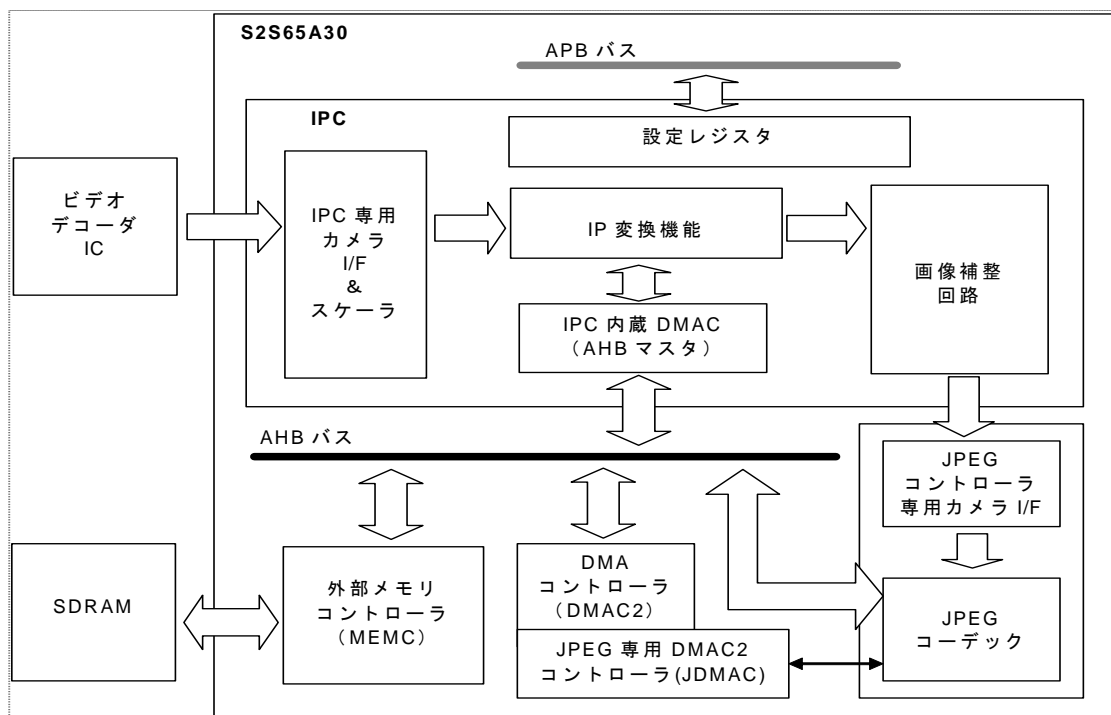 S2S65A30
APB バス
IPC
設定レジスタ
ビデオ
デコーダ
IC
IPC 専用
カメラ
I/F
&
スケーラ
IP 変換機能
画像補整
回路
IPC 内蔵 DMAC
（AHB マスタ）
AHB バス
JPEG
コントローラ
専用カメラ I/F
SDRAM
外部メモリ
コントローラ
（MEMC）
DMA
コントローラ
（DMAC2）
JPEG 専用 DMAC2
コントローラ(JDMAC)
JPEG
コーデック